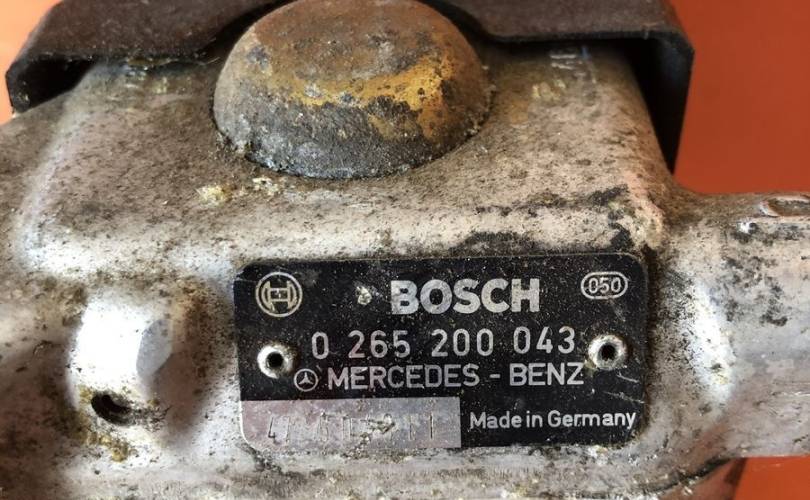 BOSCH
050
0 265 200 043
MERCEDES - BENZ
Made in Germany